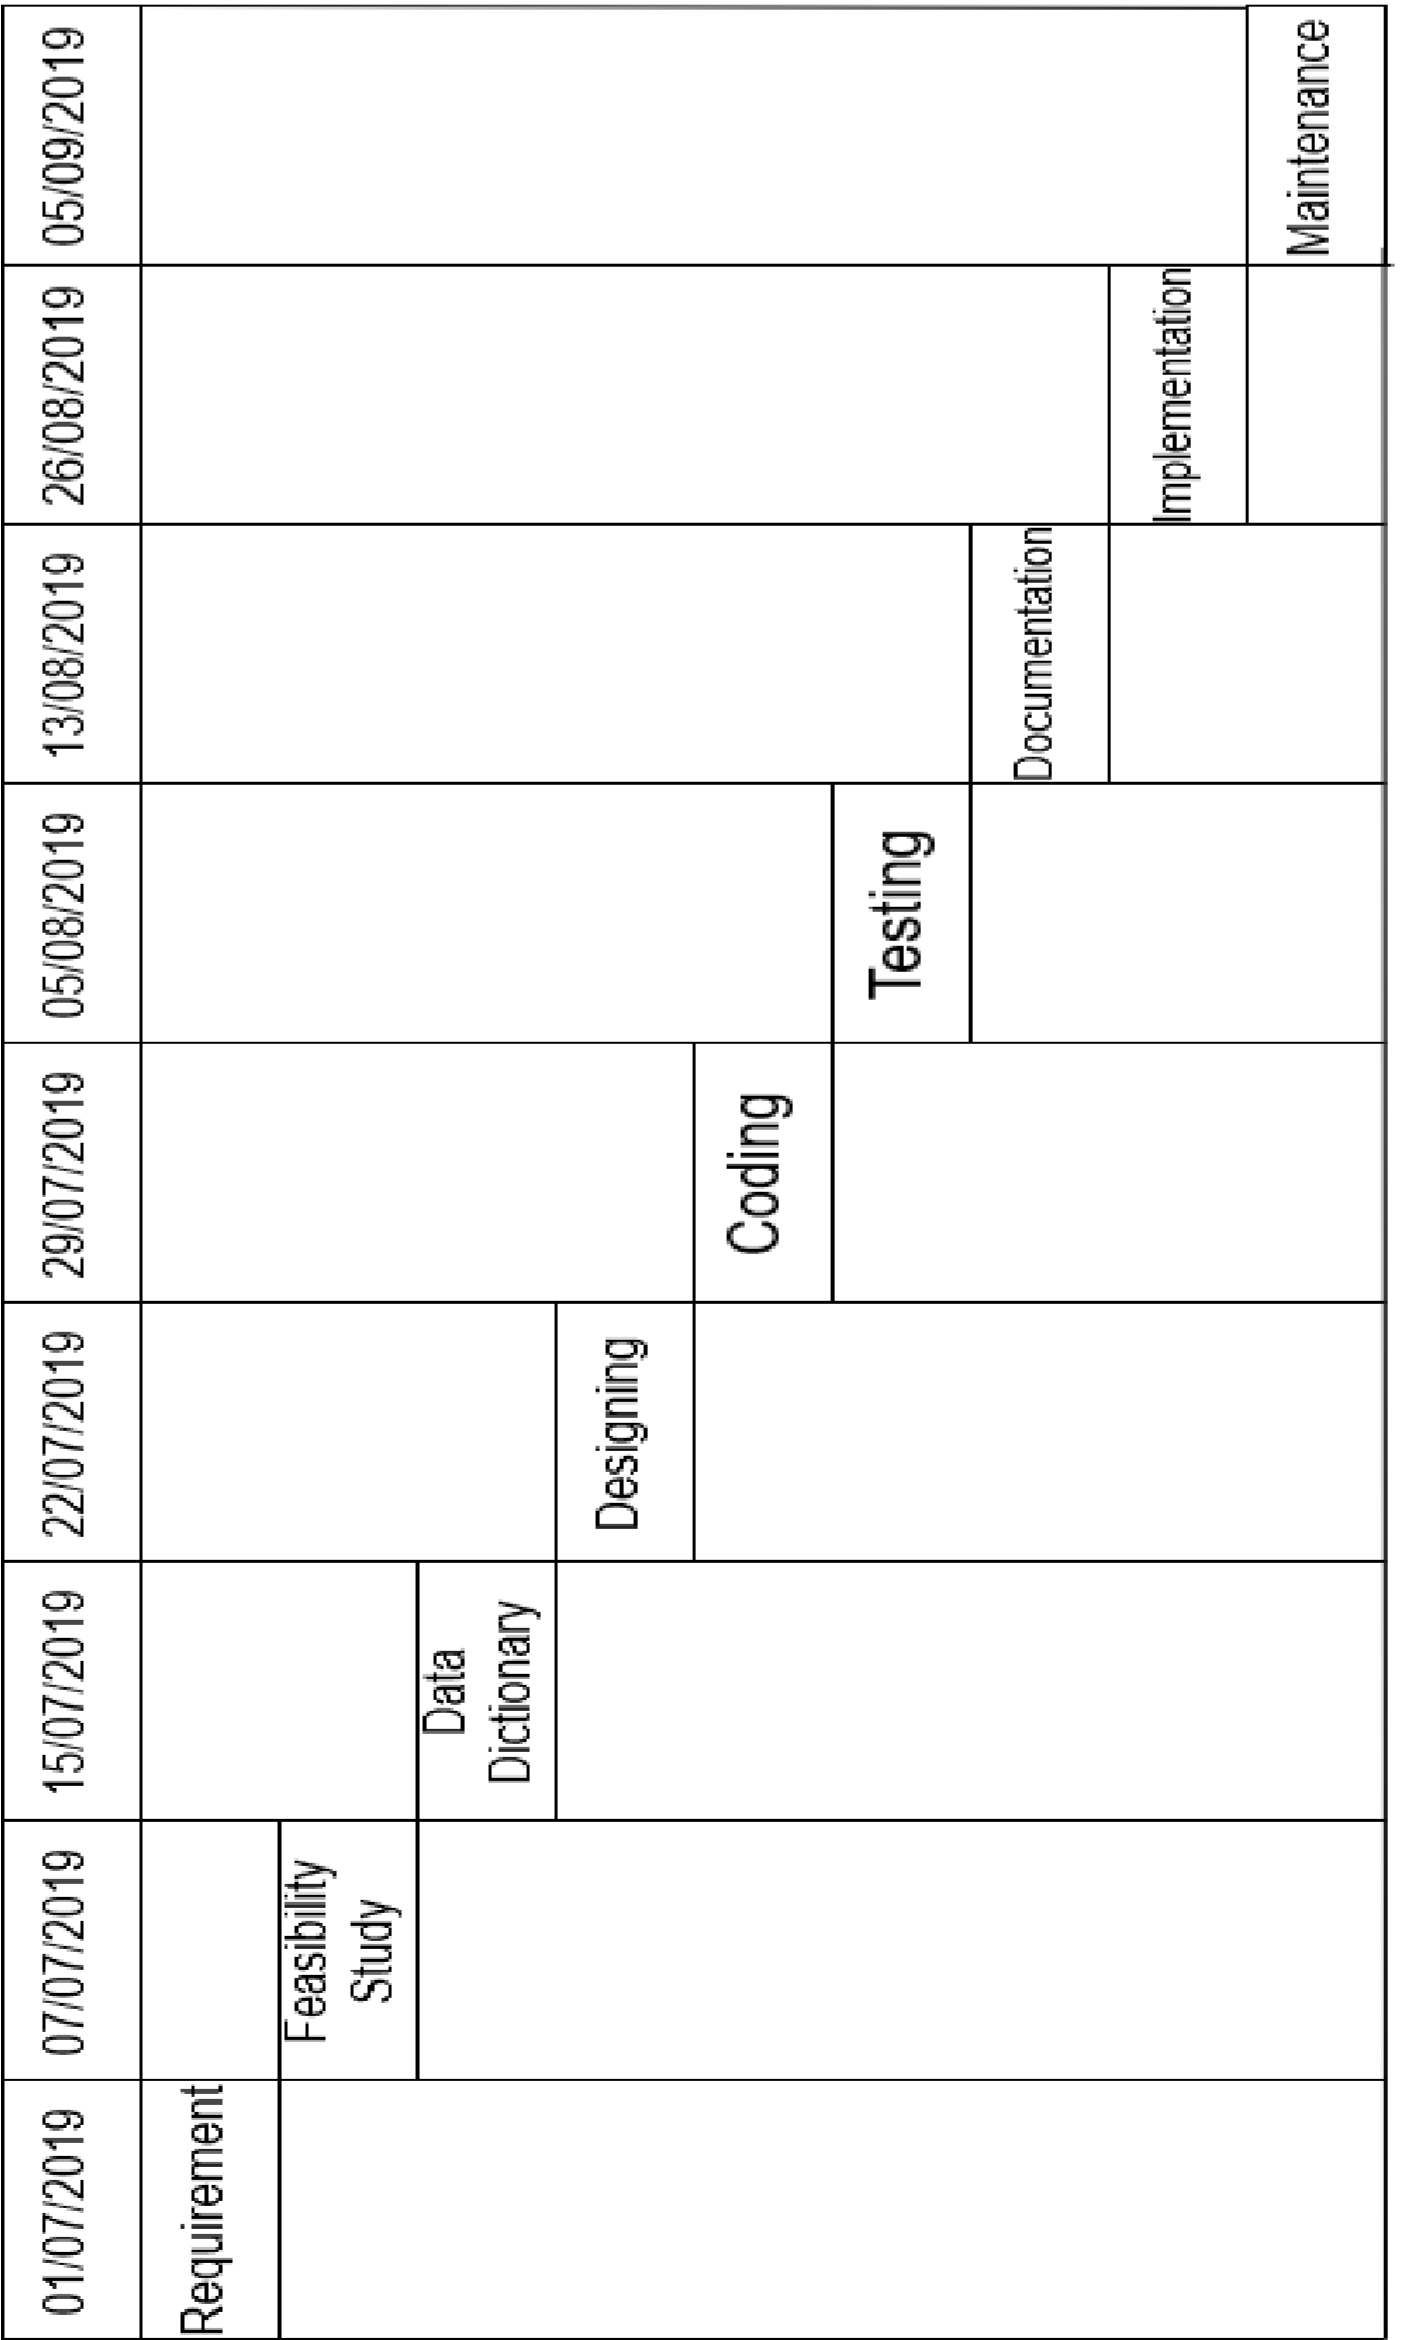 01/07/2019
07/07/2019
15/07/2019
22/07/2019
29/07/2019
05/08/2019
13/08/2019
26/08/2019
05/09/2019
Requirement
Feasibility
Study
Data
Dictionary
Designing
Coding
Testing
Documentation
Implementation
Maintenance